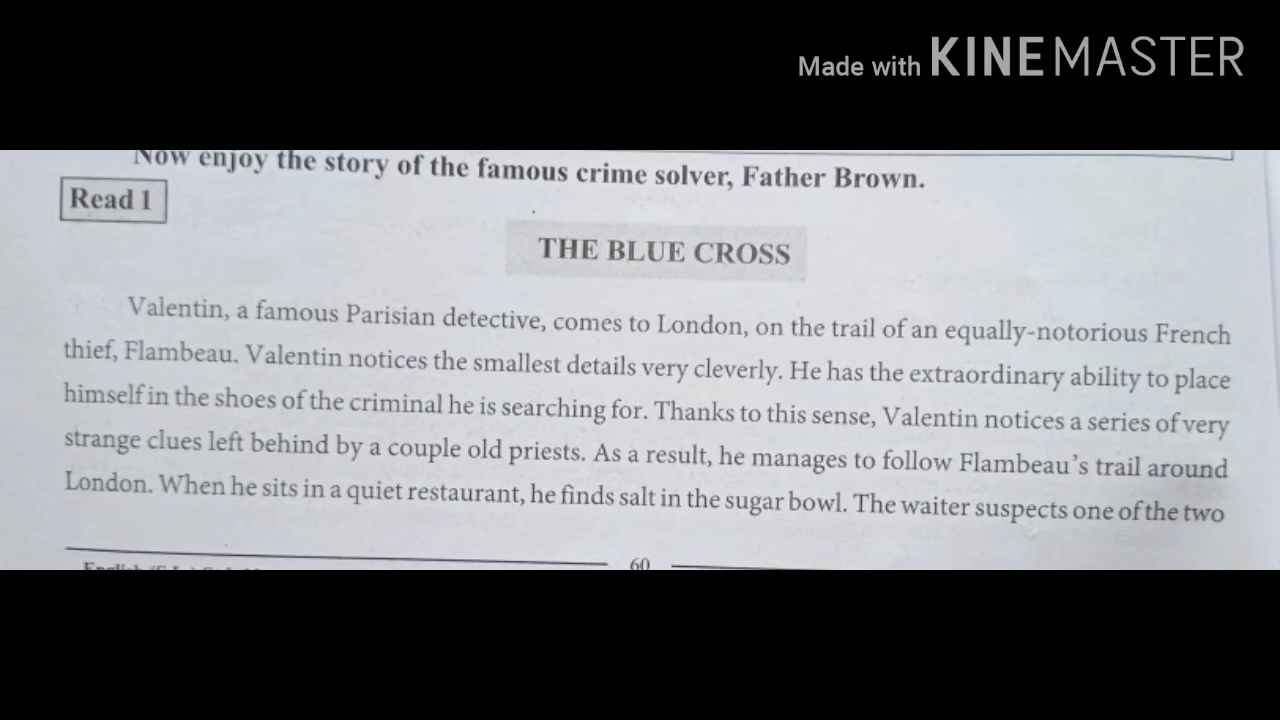 Made with KINEMASTER
Now enjoy the story of the famous crime solver, Father Brown.
Read 1
THE BLUE CROSS
Valentin, a famous Parisian detective, comes to London, on the trail of an equally-notorious French
thief, Flambeau. Valentin notices the smallest details very cleverly. He has the extraordinary ability to place
himself in the shoes of the criminal he is searching for. Thanks to this sense, Valentin notices a series of very
strange clues left behind by a couple old priests. As a result, he manages to follow Flambeau's trail around
London. When he sits in a quiet restaurant, he finds salt in the sugar bowl. The waiter suspects one of the two
English
60